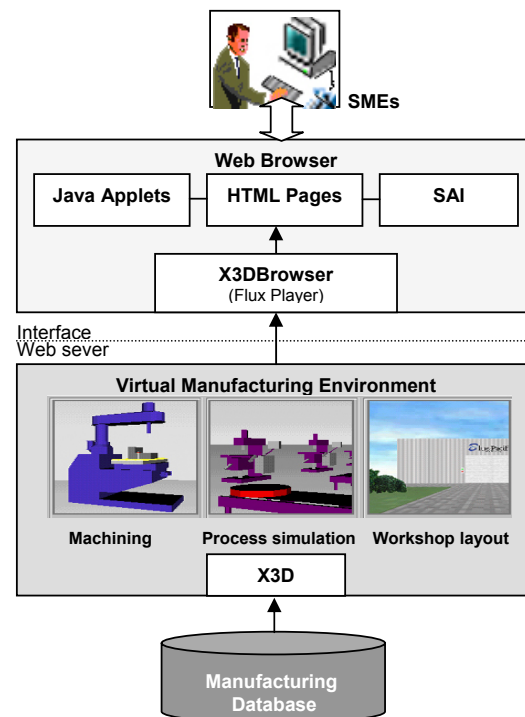 SMEs
Web Browser
Java Applets
HTML Pages
SAI
X3DBrowser
(Flux Player)
Interface
Web sever
Virtual Manufacturing Environment
Machining
Process simulation
Workshop layout
X3D
Manufacturing
Database